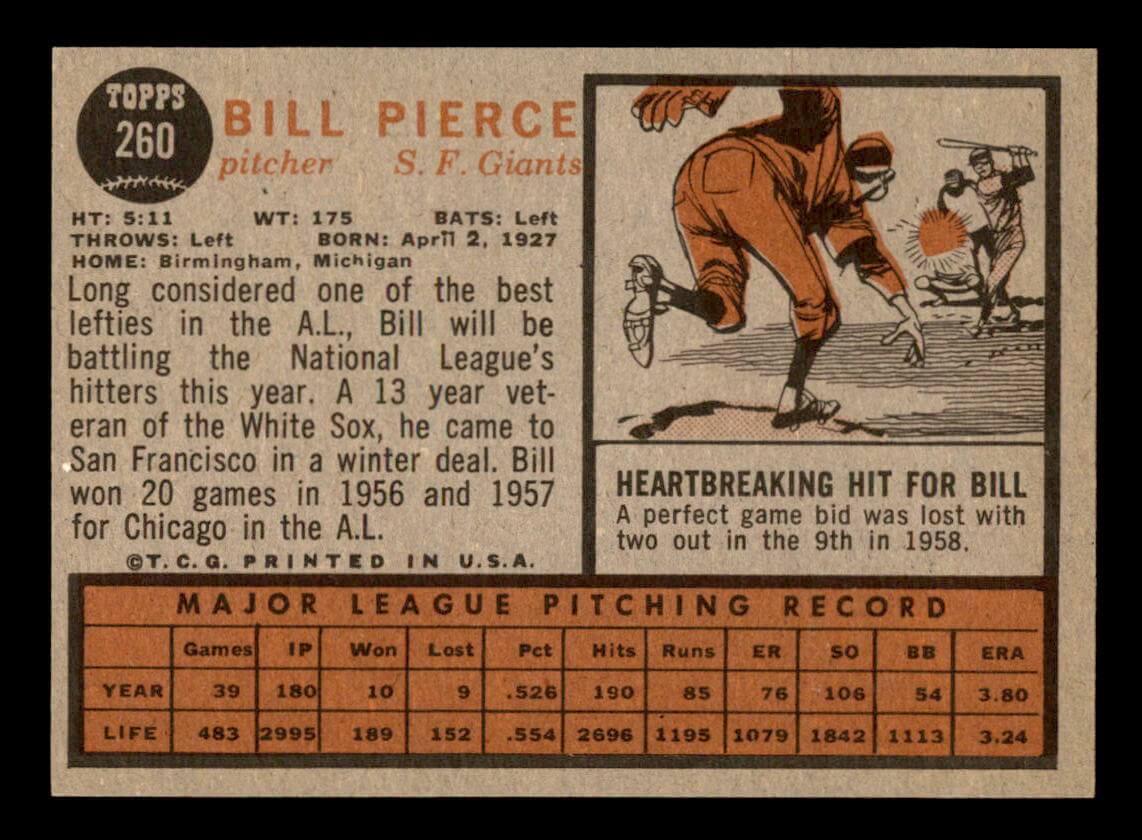 TOPPS
260
BILL PIERCE
pitcher S. F. Giants
HT: 5:11 WT: 175 BATS: Left
THROWS: Left BORN: April 2, 1927
HOME: Birmingham, Michigan
Long considered one of the best
lefties in the A.L., Bill will be
battling the National League's
hitters this year. A 13 year vet-
eran of the White Sox, he came to
San Francisco in a winter deal. Bill
won 20 games in 1956 and 1957
for Chicago in the A.L.
©T.C.G. PRINTED IN U.S.A.
HEARTBREAKING HIT FOR BILL
A perfect game bid was lost with
two out in the 9th in 1958.
MAJOR LEAGUE PITCHING RECORD
Games IP Won Lost Pct Hits Runs ER SO BB ERA
YEAR 39 180 10 9 .526 190 85 76 106 54 3.80
LIFE 483 2995 189 152 .554 2696 1195 1079 1842 1113 3.24